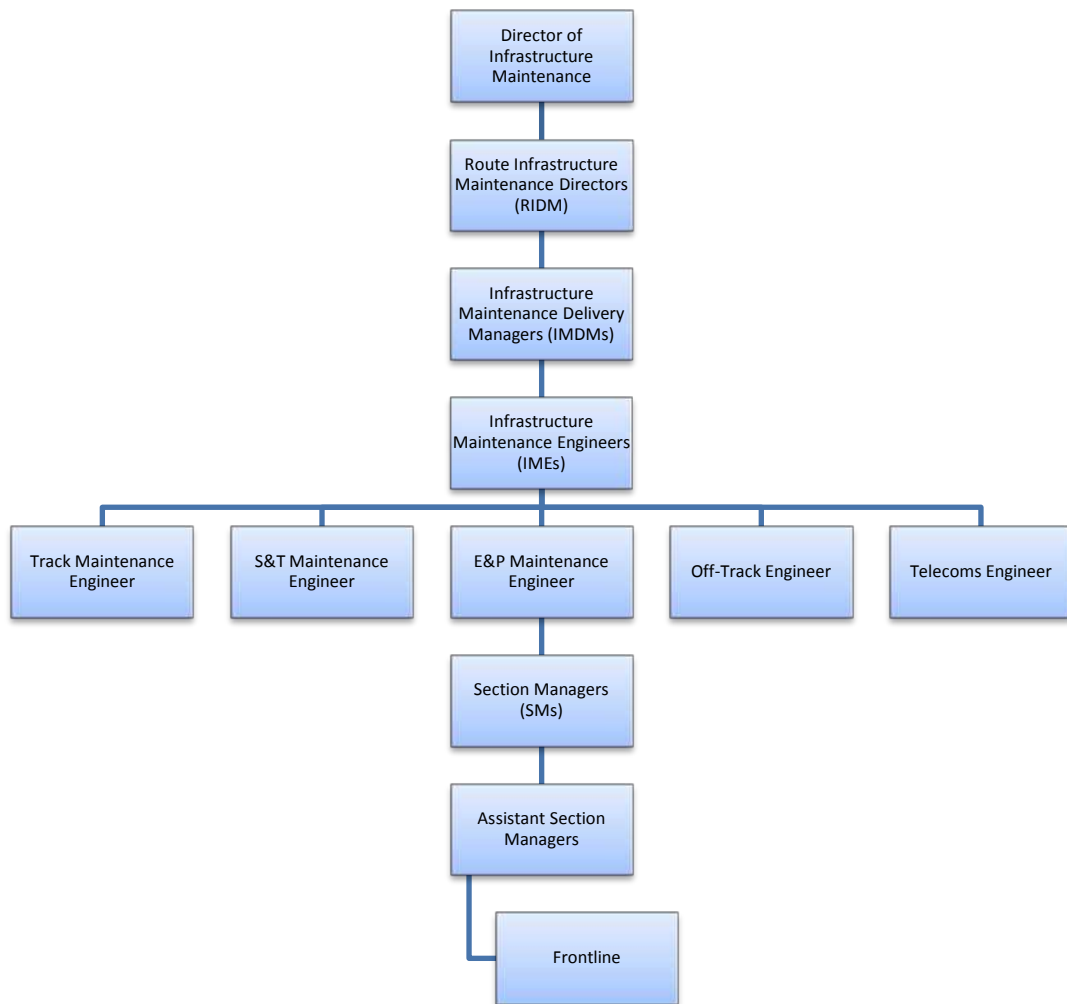 Director of
Infrastructure
Maintenance
Route Infrastructure
Maintenance Directors
(RIDM)
Infrastructure
Maintenance Delivery
Managers (IMDMs)
Infrastructure
Maintenance Engineers
(IMEs)
Track Maintenance
Engineer
S&T Maintenance
Engineer
E&P Maintenance
Engineer
Off-Track Engineer
Telecoms Engineer
Section Managers
(SMs)
Assistant Section
Managers
Frontline